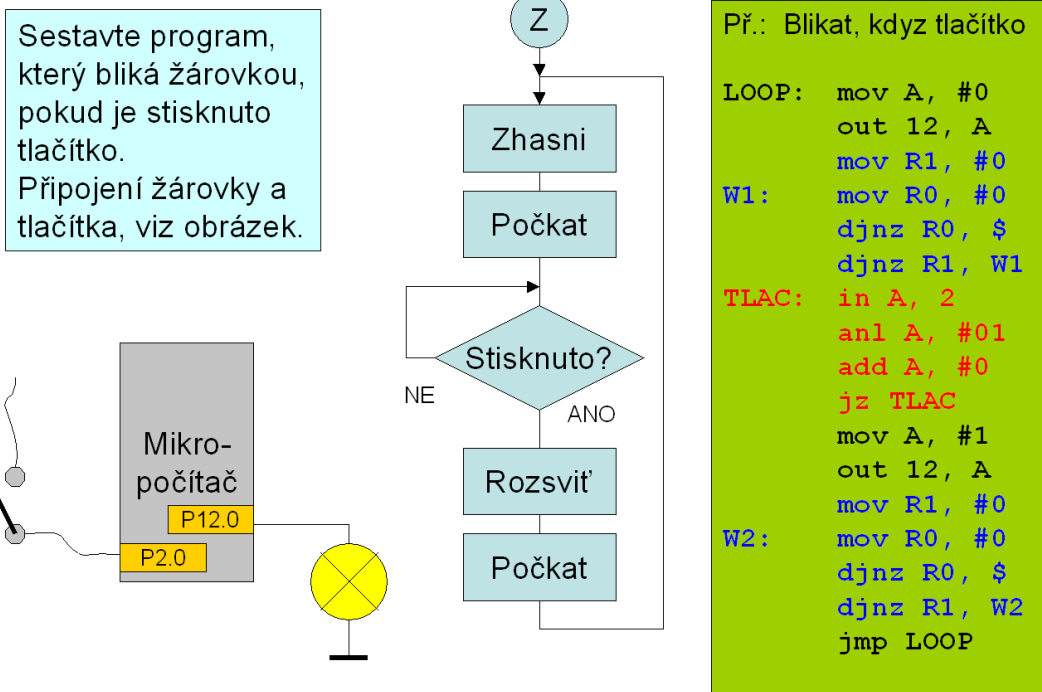 Sestavte program,
který bliká žárovkou,
pokud je stisknuto
tlačítko.
Připojení žárovky a
tlačítka, viz obrázek.
Mikro-
počítač
P12.0
P2.0
Z
Zhasni
Počkat
Stisknuto?
NE
ANO
Rozsviť
Počkat
Př.: Blikat, kdyz tlačítko
LOOP: mov A, #0
out 12, A
mov R1, #0
W1: mov R0, #0
djnz R0, $
djnz R1, W1
TLAC: in A, 2
anl A, #01
add A, #0
jz TLAC
mov A, #1
out 12, A
mov R1, #0
W2: mov R0, #0
djnz R0, $
djnz R1, W2
jmp LOOP